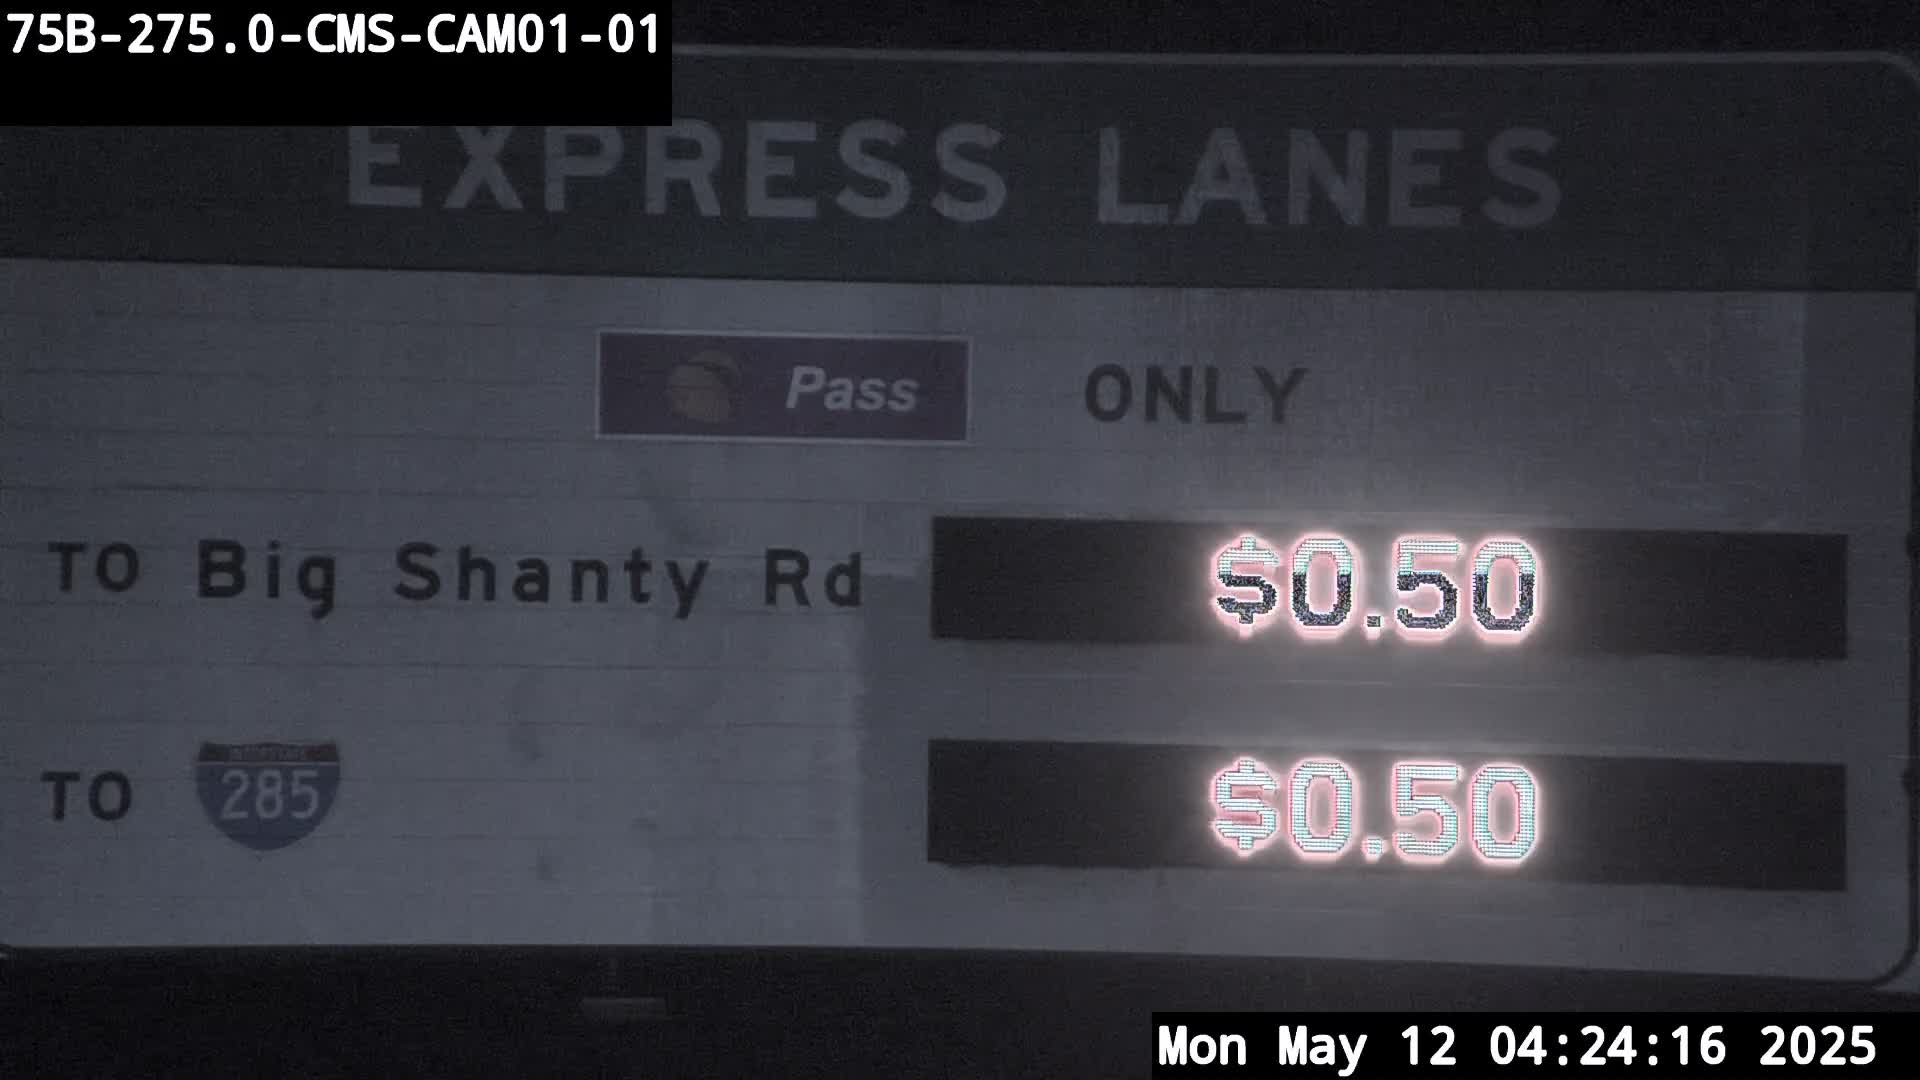 75B-275.0-CMS-CAM01-01
EXPRESS LANES
Pass ONLY
TO Big Shanty Rd $0.50
INTERSTATE
TO 285 $0.50
Mon May 12 04:24:16 2025